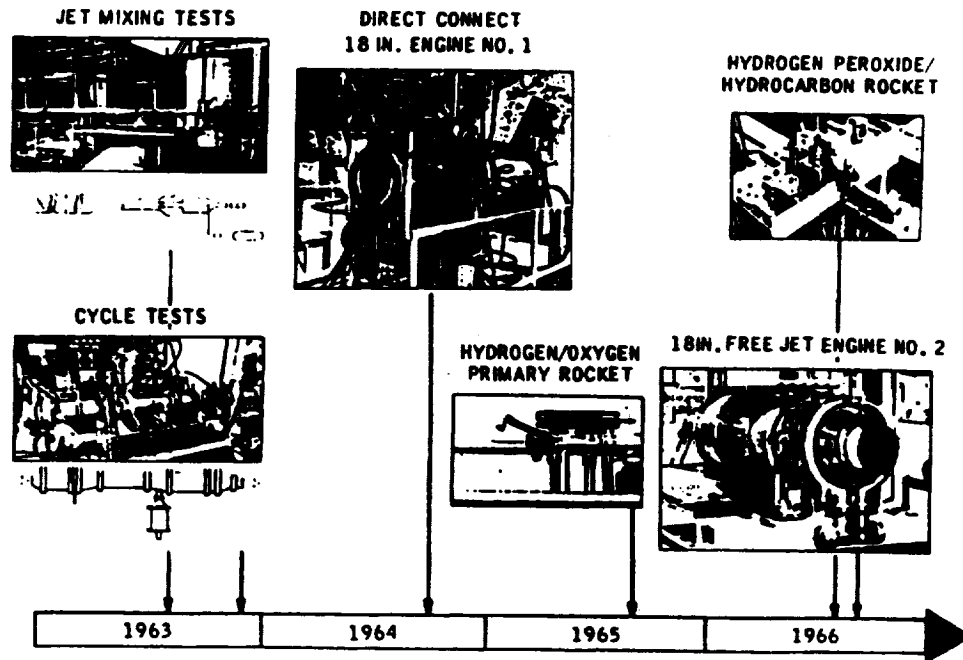 JET MIXING TESTS
DIRECT CONNECT
18 IN. ENGINE NO. 1
HYDROGEN PEROXIDE/
HYDROCARBON ROCKET
CYCLE TESTS
HYDROGEN/OXYGEN
PRIMARY ROCKET
18IN. FREE JET ENGINE NO. 2
1963
1964
1965
1966